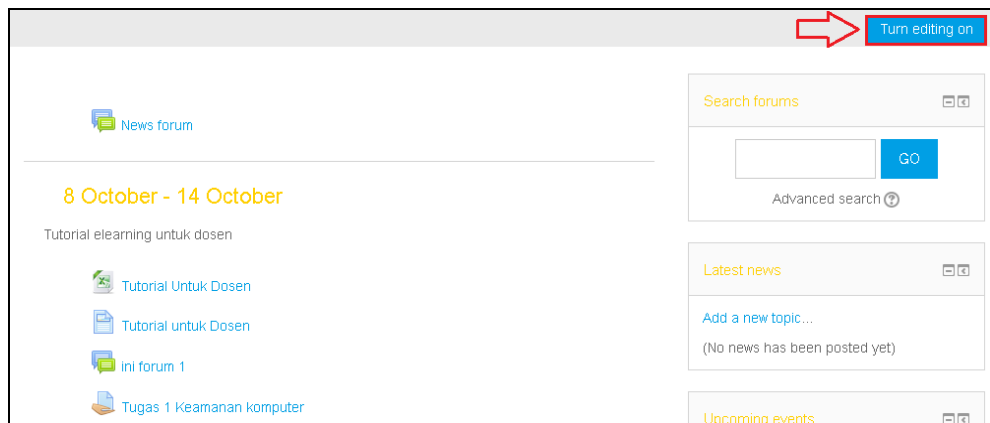 Turn editing on
News forum
8 October - 14 October
Tutorial elearning untuk dosen
Tutorial Untuk Dosen
Tutorial untuk Dosen
ini forum 1
Tugas 1 Keamanan komputer
Search forums
GO
Advanced search ?
Latest news
Add a new topic...
(No news has been posted yet)
Upcoming events